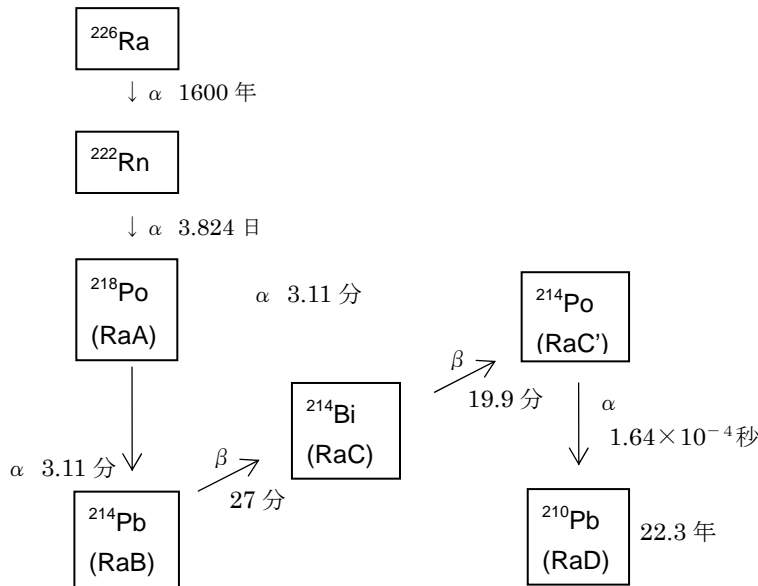 ²²⁶Ra
↓ α 1600 年
²²²Rn
↓ α 3.824 日
²¹⁸Po
(RaA)
α 3.11 分
²¹⁴Po
(RaC')
β
19.9 分
α
1.64×10⁻⁴秒
²¹⁴Bi
(RaC)
α 3.11 分
β
27 分
²¹⁴Pb
(RaB)
²¹⁰Pb
(RaD)
22.3 年